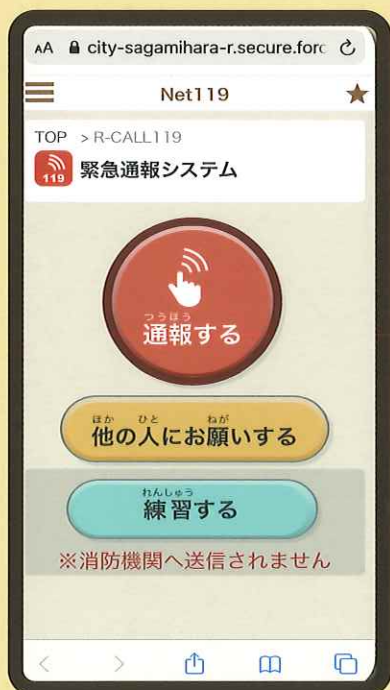 AA city-sagamihara-r.secure.forc
Net119
TOP > R-CALL119
119
緊急通報システム
つうほう
通報する
ほか ひと ねが
他の人にお願いする
れんしゅう
練習する
※消防機関へ送信されません